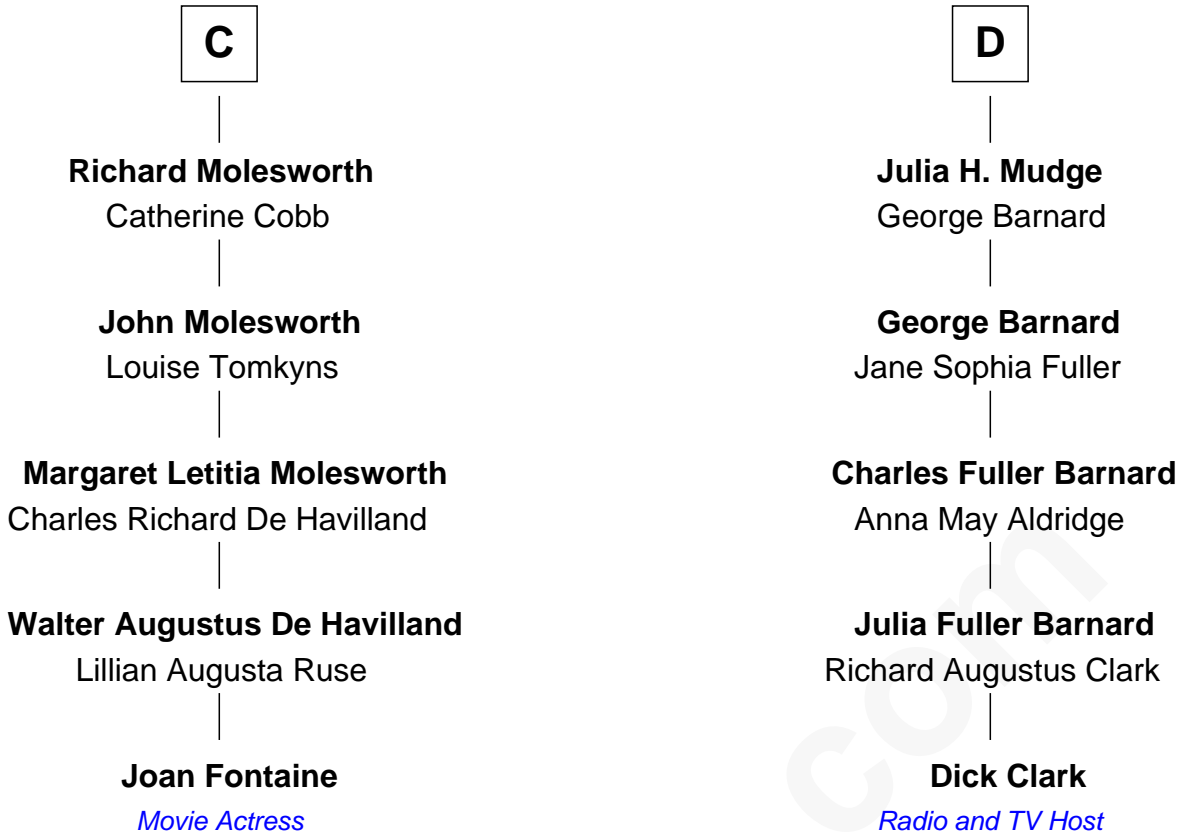 C
Richard Molesworth
Catherine Cobb
John Molesworth
Louise Tomkyns
Margaret Letitia Molesworth
Charles Richard De Havilland
Walter Augustus De Havilland
Lillian Augusta Ruse
Joan Fontaine
Movie Actress
D
Julia H. Mudge
George Barnard
George Barnard
Jane Sophia Fuller
Charles Fuller Barnard
Anna May Aldridge
Julia Fuller Barnard
Richard Augustus Clark
Dick Clark
Radio and TV Host
com